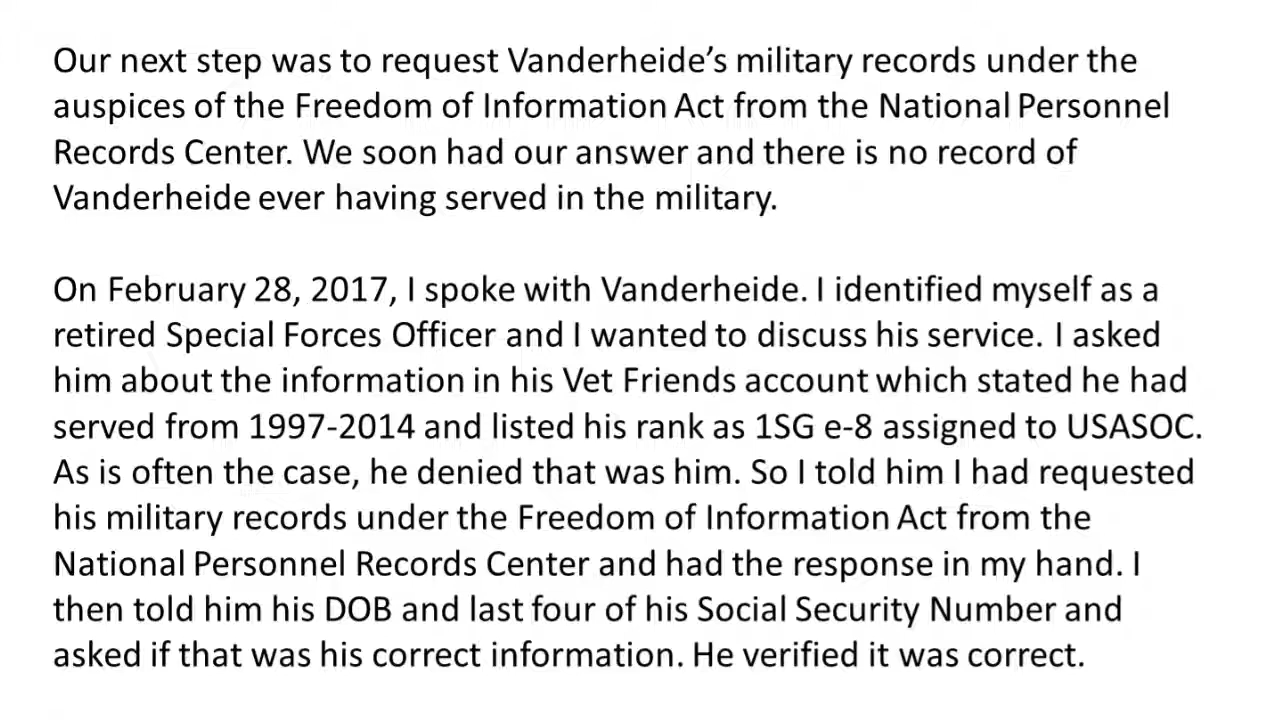 Our next step was to request Vanderheide’s military records under the
auspices of the Freedom of Information Act from the National Personnel
Records Center. We soon had our answer and there is no record of
Vanderheide ever having served in the military.
On February 28, 2017, I spoke with Vanderheide. I identified myself as a
retired Special Forces Officer and I wanted to discuss his service. I asked
him about the information in his Vet Friends account which stated he had
served from 1997-2014 and listed his rank as 1SG e-8 assigned to USASOC.
As is often the case, he denied that was him. So I told him I had requested
his military records under the Freedom of Information Act from the
National Personnel Records Center and had the response in my hand. I
then told him his DOB and last four of his Social Security Number and
asked if that was his correct information. He verified it was correct.